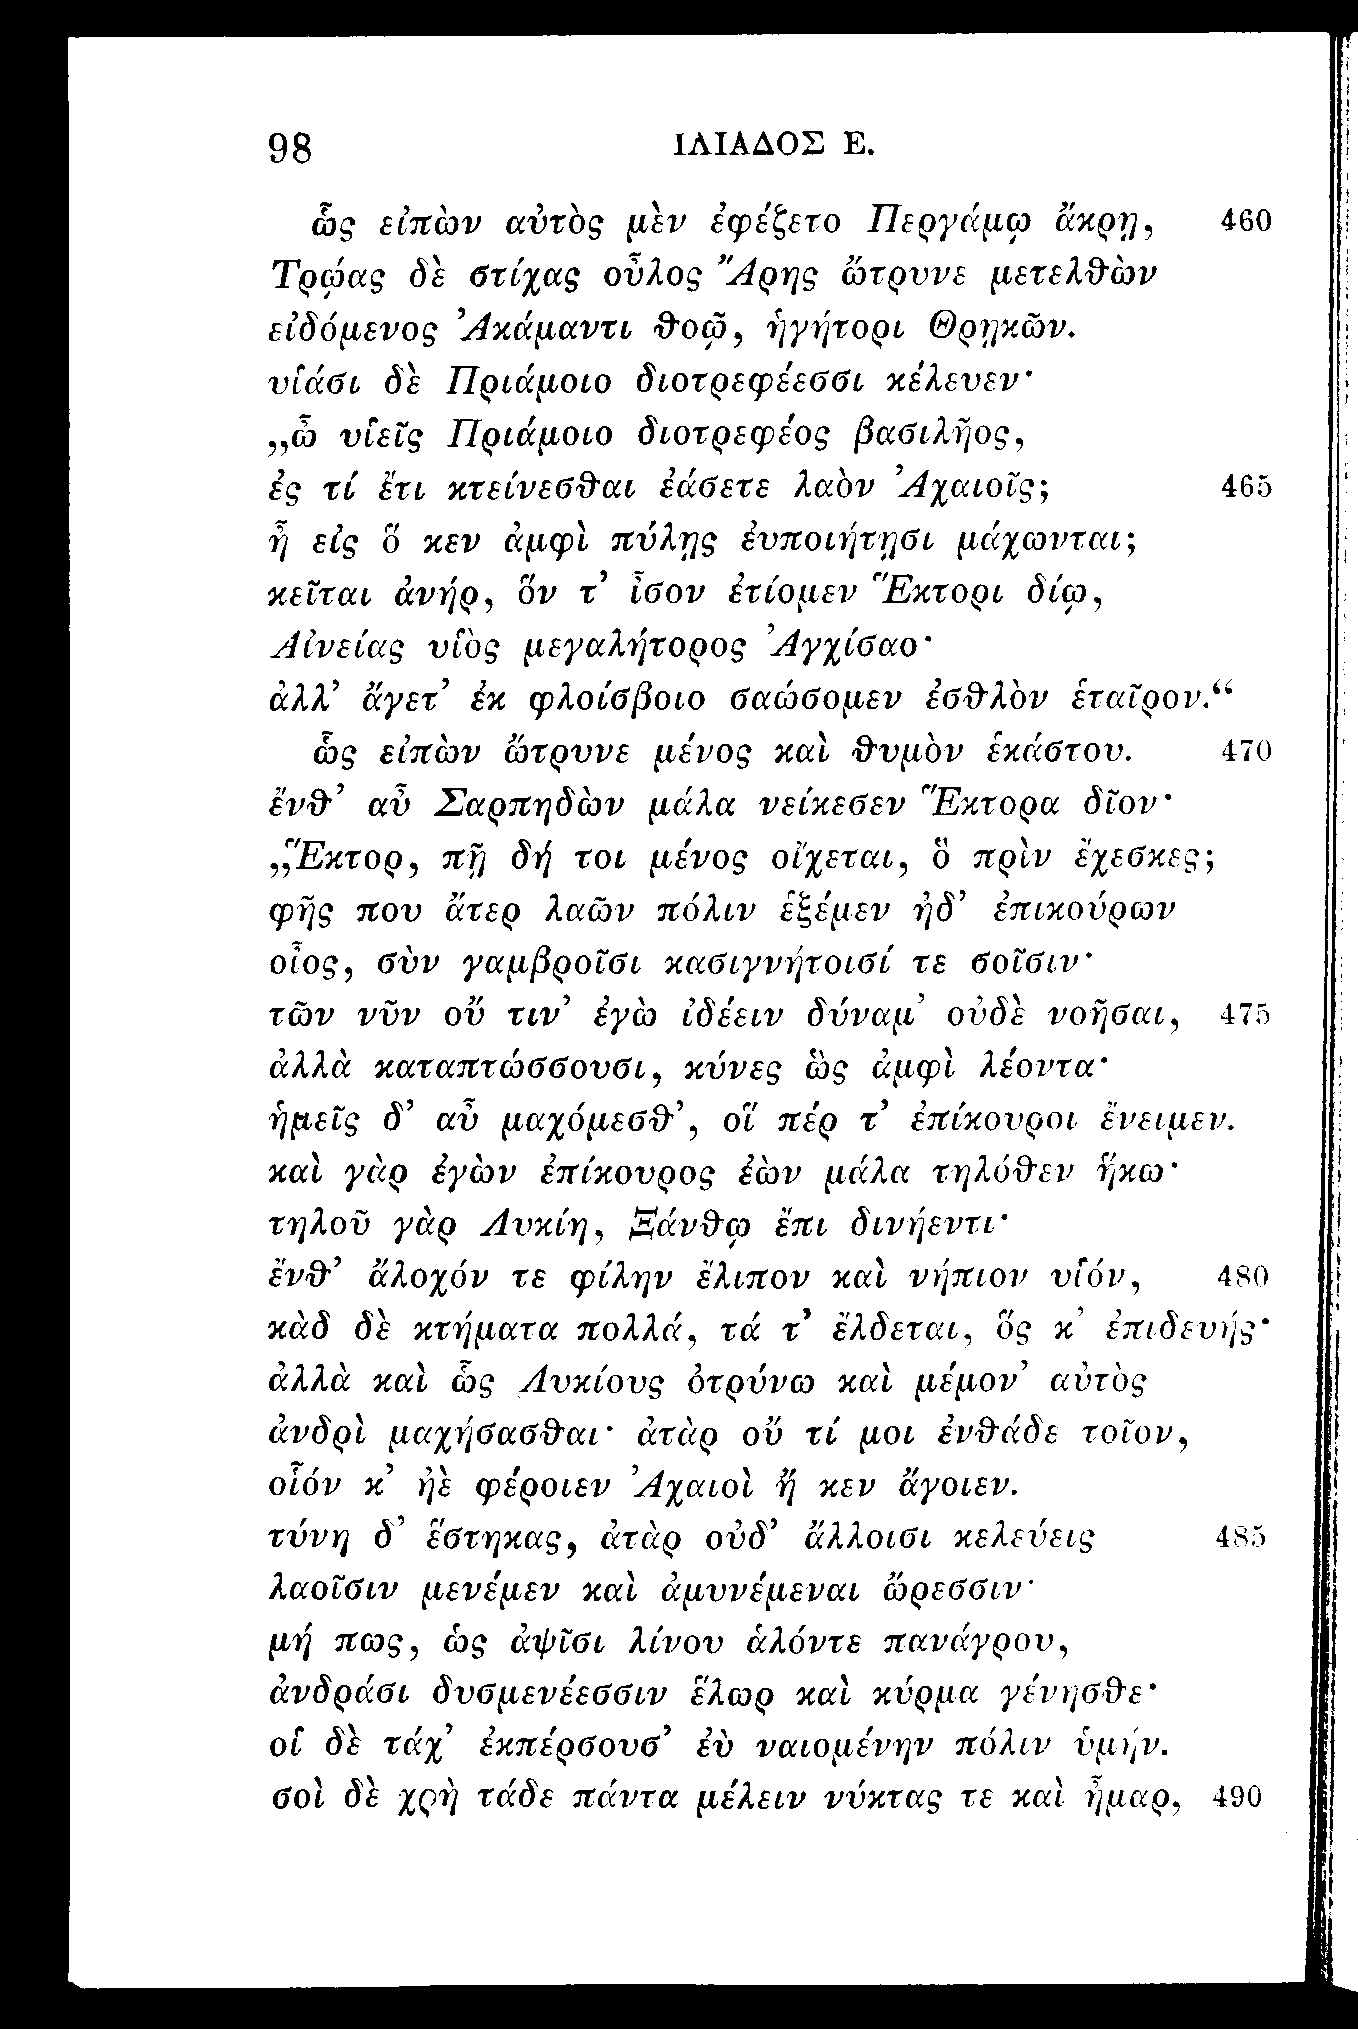 98 ΙΛΙΑΔΟΣ Ε.
ὣς εἰπὼν αὐτὸς μὲν ἐφέζετο Περγάμῳ ἄκρῃ, 460
Τρῴας δὲ στίχας οὖλος Ἄρης ὤτρυνε μετελθὼν
εἰδόμενος Ἀκάμαντι θοῷ, ἡγήτορι Θρῃκῶν.
υἱάσι δὲ Πριάμοιο διοτρεφέεσσι κέλευεν·
„ὦ υἱεῖς Πριάμοιο διοτρεφέος βασιλῆος,
ἐς τί ἔτι κτείνεσθαι ἐάσετε λαὸν Ἀχαιοῖς; 465
ἦ εἰς ὅ κεν ἀμφὶ πύλῃς ἐυποιήτῃσι μάχωνται;
κεῖται ἀνήρ, ὅν τ’ ἶσον ἐτίομεν Ἕκτορι δίῳ,
Αἰνείας υἱὸς μεγαλήτορος Ἀγχίσαο·
ἀλλ’ ἄγετ’ ἐκ φλοίσβοιο σαώσομεν ἐσθλὸν ἑταῖρον.“
ὣς εἰπὼν ὤτρυνε μένος καὶ θυμὸν ἑκάστου. 470
ἔνθ’ αὖ Σαρπηδὼν μάλα νείκεσεν Ἕκτορα δῖον·
„Ἕκτορ, πῇ δή τοι μένος οἴχεται, ὃ πρὶν ἔχεσκες;
φῆς που ἄτερ λαῶν πόλιν ἑξέμεν ἠδ’ ἐπικούρων
οἶος, σὺν γαμβροῖσι κασιγνήτοισί τε σοῖσιν·
τῶν νῦν οὔ τιν’ ἐγὼ ἰδέειν δύναμ’ οὐδὲ νοῆσαι, 475
ἀλλὰ καταπτώσσουσι, κύνες ὣς ἀμφὶ λέοντα·
ἡμεῖς δ’ αὖ μαχόμεσθ’, οἵ πέρ τ’ ἐπίκουροι ἔνειμεν.
καὶ γὰρ ἐγὼν ἐπίκουρος ἐὼν μάλα τηλόθεν ἥκω·
τηλοῦ γὰρ Λυκίη, Ξάνθῳ ἔπι δινήεντι·
ἔνθ’ ἄλοχόν τε φίλην ἔλιπον καὶ νήπιον υἱόν, 480
κὰδ δὲ κτήματα πολλά, τά τ’ ἔλδεται, ὅς κ’ ἐπιδευής·
ἀλλὰ καὶ ὧς Λυκίους ὀτρύνω καὶ μέμον’ αὐτὸς
ἀνδρὶ μαχήσασθαι· ἀτὰρ οὔ τί μοι ἐνθάδε τοῖον,
οἷόν κ’ ἠὲ φέροιεν Ἀχαιοὶ ἤ κεν ἄγοιεν.
τύνη δ’ ἕστηκας, ἀτὰρ οὐδ’ ἄλλοισι κελεύεις 485
λαοῖσιν μενέμεν καὶ ἀμυνέμεναι ὤρεσσιν·
μή πως, ὡς ἀψῖσι λίνου ἁλόντε πανάγρου,
ἀνδράσι δυσμενέεσσιν ἕλωρ καὶ κύρμα γένησθε·
οἱ δὲ τάχ’ ἐκπέρσουσ’ ἐὺ ναιομένην πόλιν ὑμήν.
σοὶ δὲ χρὴ τάδε πάντα μέλειν νύκτας τε καὶ ἦμαρ, 490